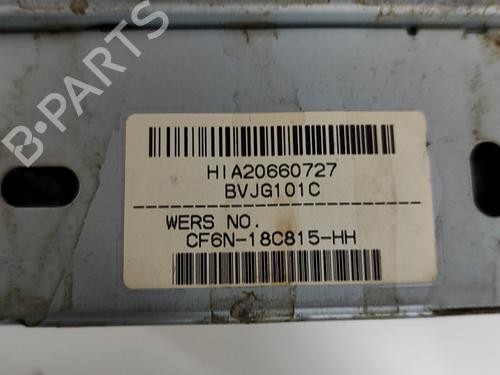 B-PARTS
HIA20660727
BVJG101C
WERS NO.
CF6N-18C815-HH